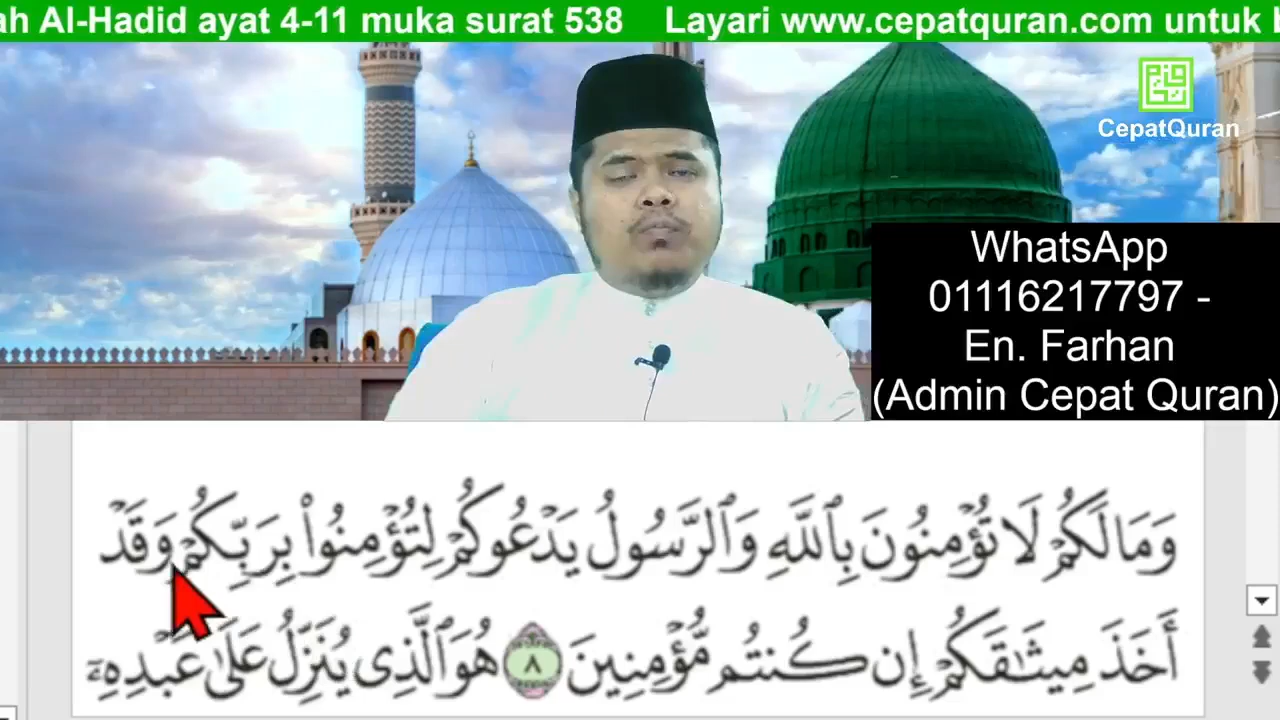 ah Al-Hadid ayat 4-11 muka surat 538 Layari www.cepatquran.com untuk
CepatQuran
WhatsApp
01116217797 -
En. Farhan
(Admin Cepat Quran)
وَمَا لَكُمْ لَا تُؤْمِنُونَ بِٱللَّهِ وَٱلرَّسُولُ يَدْعُوكُمْ لِتُؤْمِنُوا۟ بِرَبِّكُمْ وَقَدْ
أَخَذَ مِيثَـٰقَكُمْ إِن كُنتُم مُّؤْمِنِينَ ٨ هُوَ ٱلَّذِى يُنَزِّلُ عَلَىٰ عَبْدِهِۦٓ